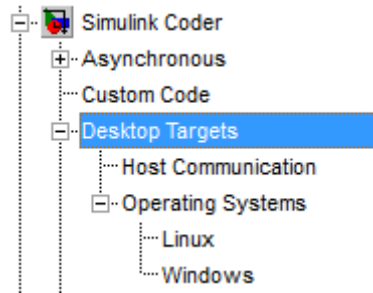 Simulink Coder
Asynchronous
Custom Code
Desktop Targets
Host Communication
Operating Systems
Linux
Windows